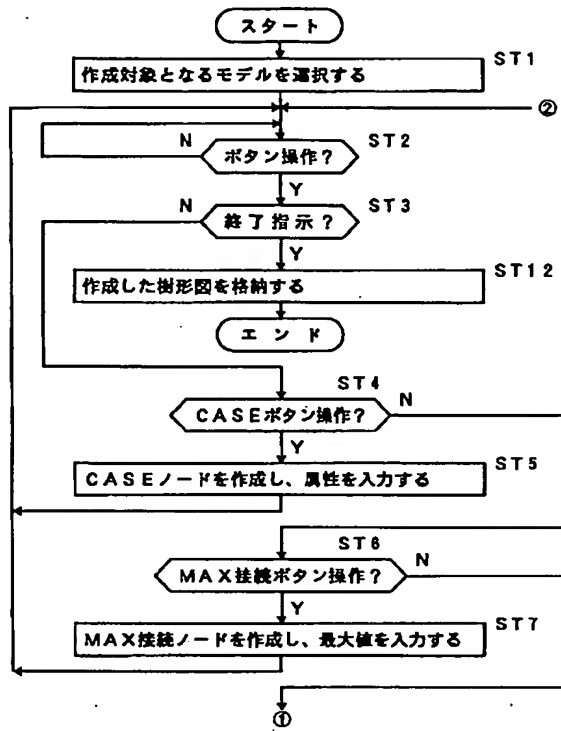 スタート
ST1
作成対象となるモデルを選択する
②
N
ST2
ボタン操作?
Y
N
ST3
終了指示?
Y
ST12
作成した樹形図を格納する
エンド
ST4
CASEボタン操作?
N
Y
ST5
CASEノードを作成し、属性を入力する
ST6
MAX接続ボタン操作?
N
Y
ST7
MAX接続ノードを作成し、最大値を入力する
①